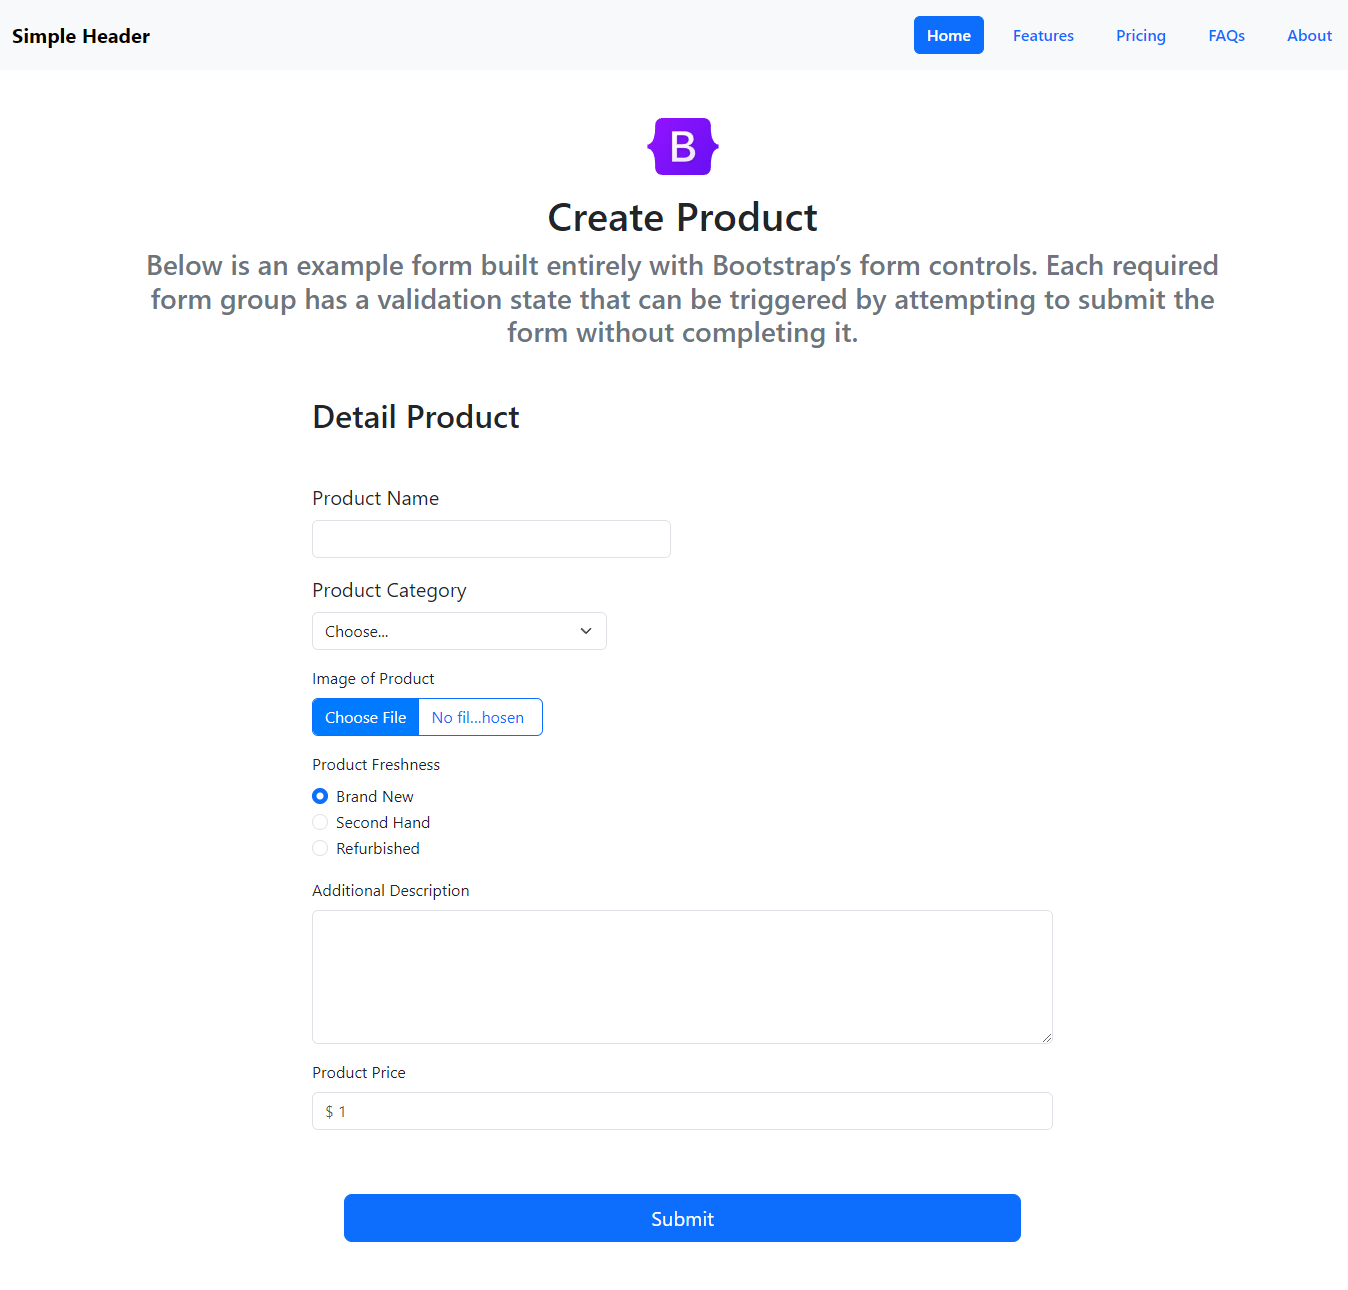 Simple Header
Home Features Pricing FAQs About
B
Create Product
Below is an example form built entirely with Bootstrap’s form controls. Each required
form group has a validation state that can be triggered by attempting to submit the
form without completing it.
Detail Product
Product Name
Product Category
Choose...
Image of Product
Choose File No fil...hosen
Product Freshness
Brand New
Second Hand
Refurbished
Additional Description
Product Price
$ 1
Submit